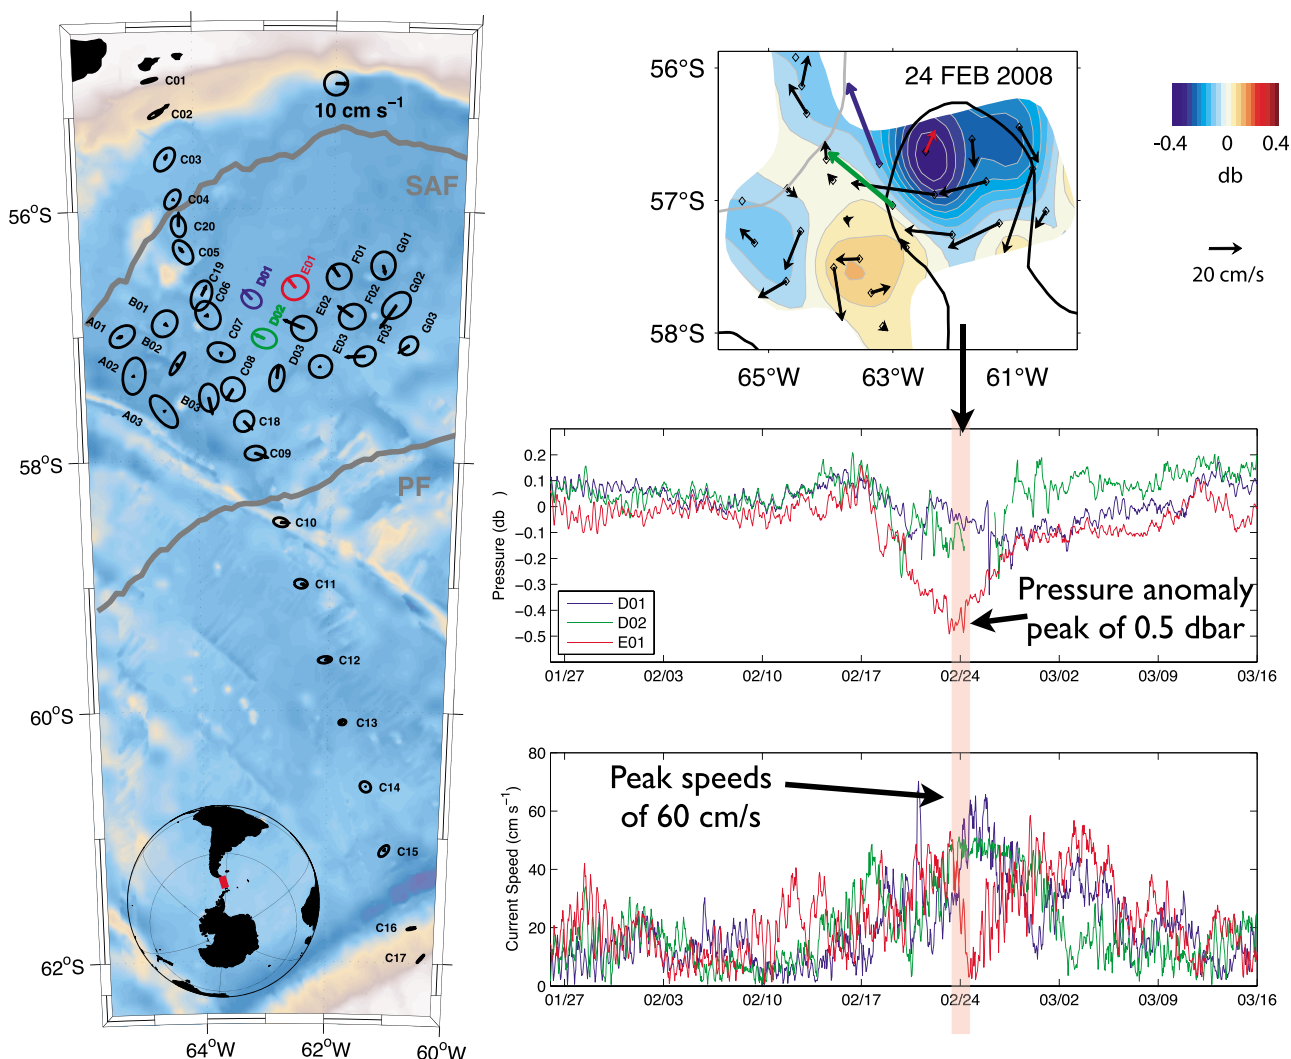 C01
C02
10 cm s⁻¹
C03
SAF
C04
56°S
C20
C05
C19
C06
D01
E01
F01
G01
G02
B01
A01
B02
C07
D02
E02
F02
G03
A02
C08
D03
E03
F03
A03
B03
C18
C09
58°S
PF
C10
C11
C12
60°S
C13
C14
C15
C16
C17
62°S
64°W
62°W
60°W
24 FEB 2008
56°S
57°S
58°S
65°W
63°W
61°W
-0.4
0
0.4
db
20 cm/s
Pressure (db )
0.2
0.1
0
−0.1
−0.2
−0.3
−0.4
−0.5
D01
D02
E01
Pressure anomaly
peak of 0.5 dbar
01/27
02/03
02/10
02/17
02/24
03/02
03/09
03/16
Current Speed (cm s⁻¹)
80
60
40
20
0
Peak speeds
of 60 cm/s
01/27
02/03
02/10
02/17
02/24
03/02
03/09
03/16